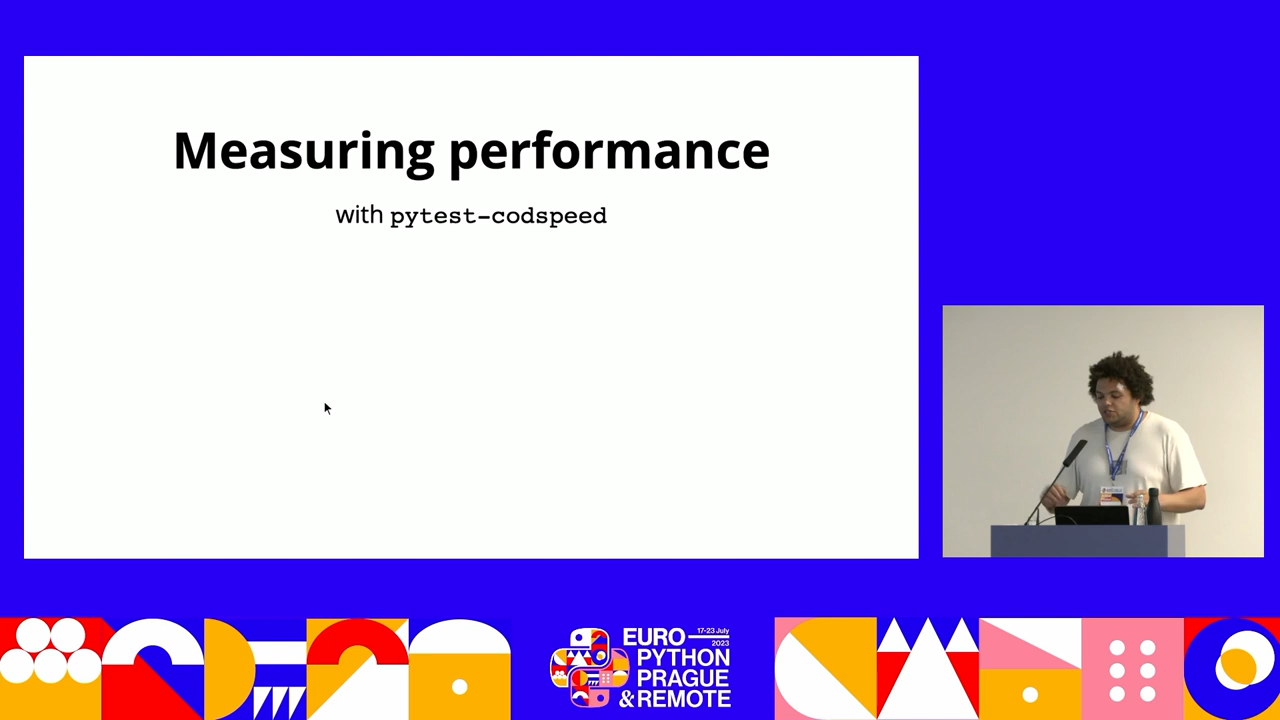 Measuring performance
with pytest-codspeed
EURO
17-23 July
2023
PYTHON
PRAGUE
& REMOTE